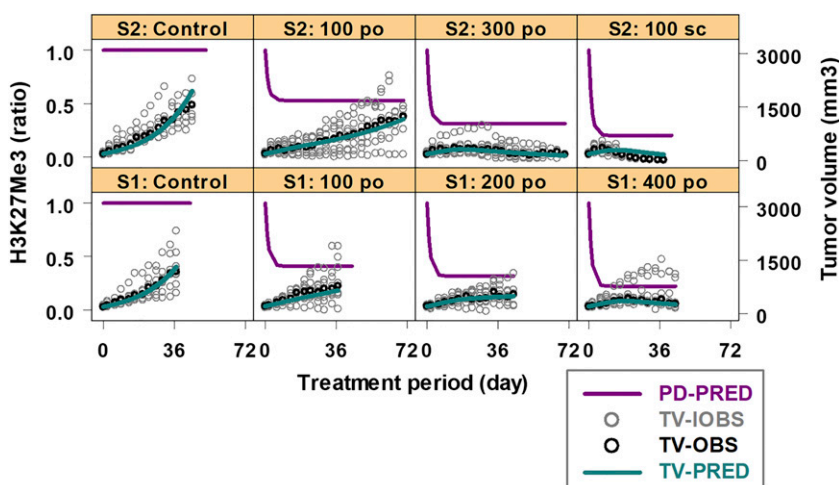 S2: Control S2: 100 po S2: 300 po S2: 100 sc
1.0 3000
0.5 1500
0.0 0
S1: Control S1: 100 po S1: 200 po S1: 400 po
1.0 3000
0.5 1500
0.0 0
H3K27Me3 (ratio)
Tumor volume (mm3)
0 36 72 0 36 72 0 36 72 0 36 72
Treatment period (day)
PD-PRED
TV-IOBS
TV-OBS
TV-PRED